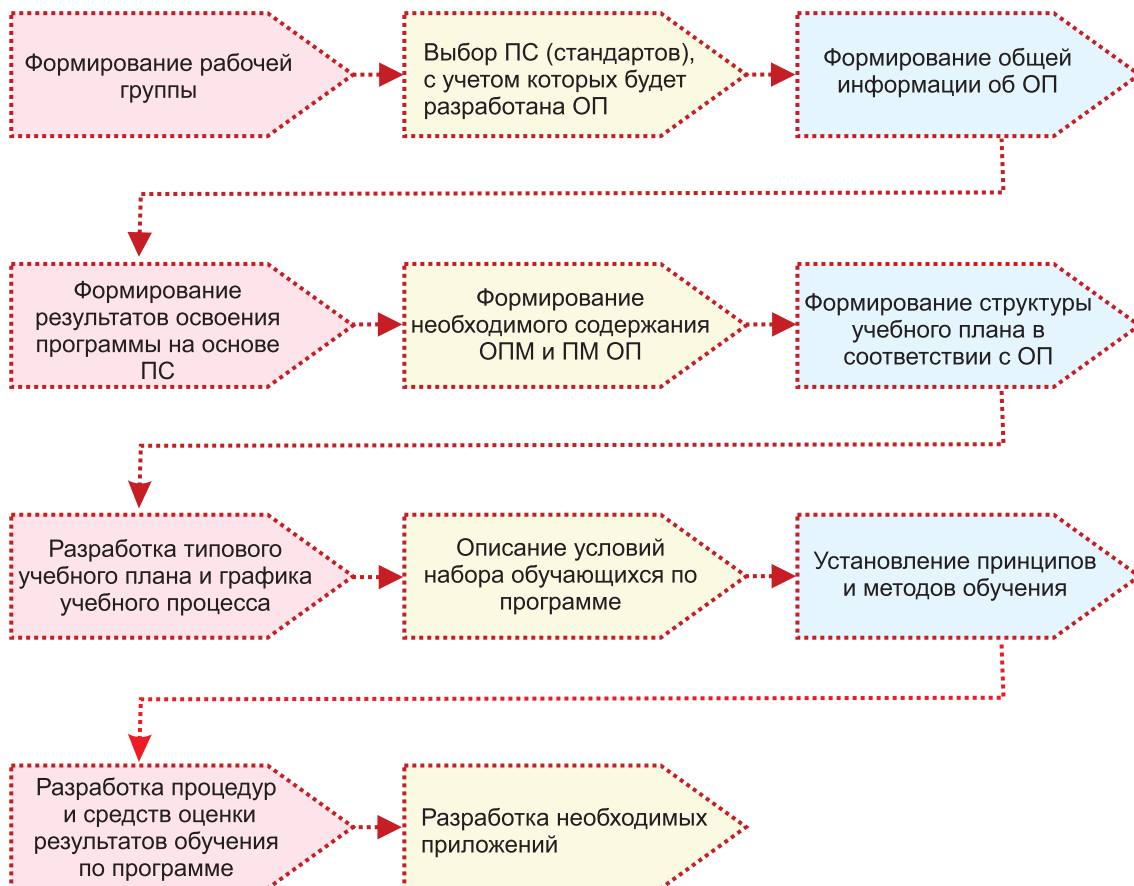 Формирование рабочей
группы
Выбор ПС (стандартов),
с учетом которых будет
разработана ОП
Формирование общей
информации об ОП
Формирование
результатов освоения
программы на основе
ПС
Формирование
необходимого содержания
ОПМ и ПМ ОП
Формирование структуры
учебного плана в
соответствии с ОП
Разработка типового
учебного плана и графика
учебного процесса
Описание условий
набора обучающихся по
программе
Установление принципов
и методов обучения
Разработка процедур
и средств оценки
результатов обучения
по программе
Разработка необходимых
приложений